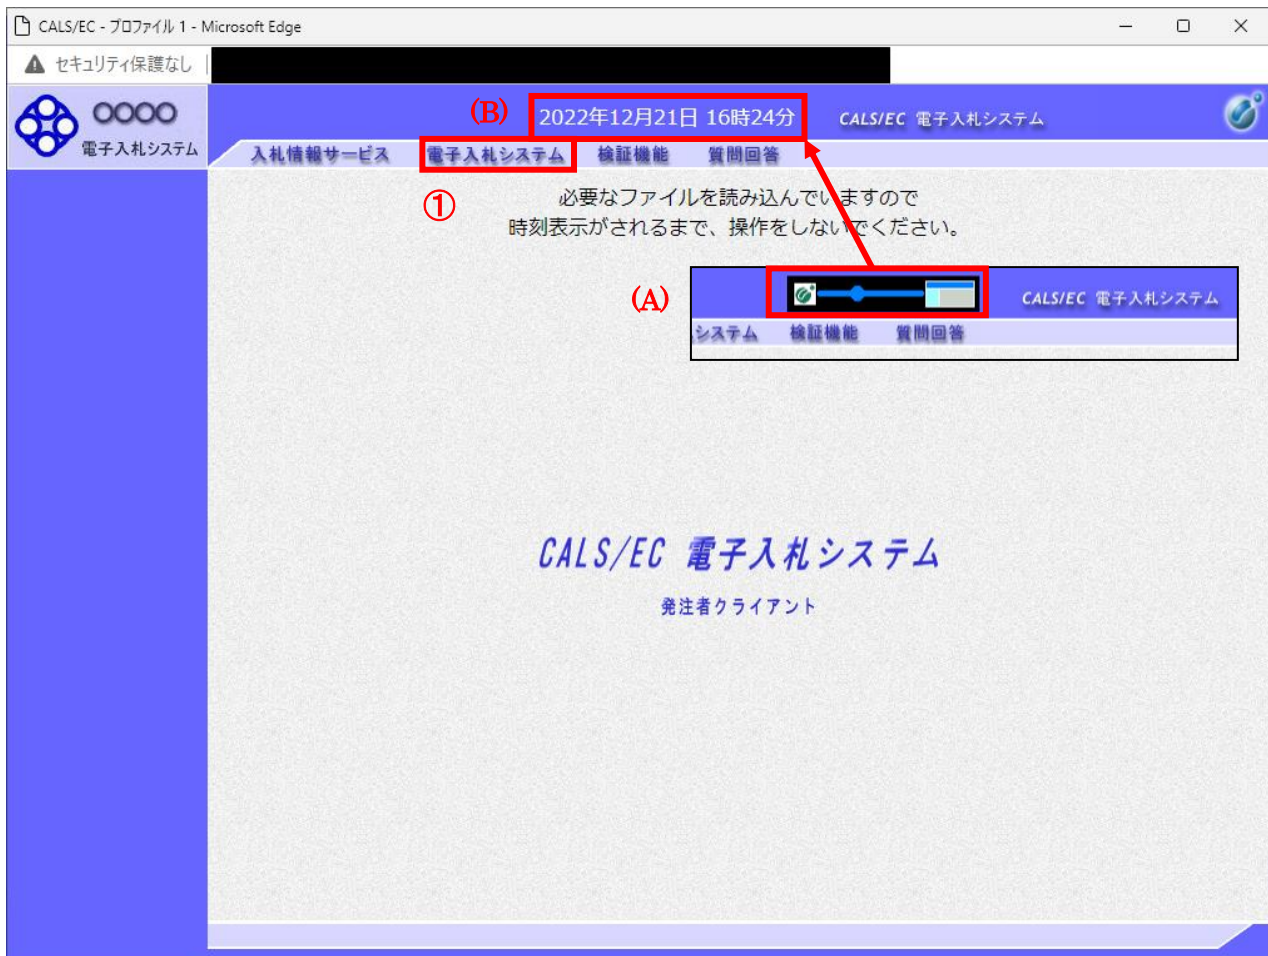 CALS/EC - プロファイル 1 - Microsoft Edge
セキュリティ保護なし
○○○○
電子入札システム
(B)
2022年12月21日 16時24分
CALS/EC 電子入札システム
入札情報サービス 電子入札システム 検証機能 質問回答
①
必要なファイルを読み込んでいますので
時刻表示がされるまで、操作をしないでください。
(A)
CALS/EC 電子入札システム
システム 検証機能 質問回答
CALS/EC 電子入札システム
発注者クライアント